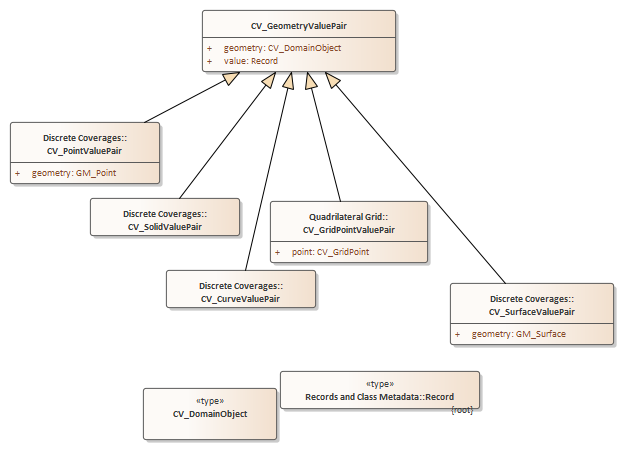 CV_GeometryValuePair
+ geometry: CV_DomainObject
+ value: Record
Discrete Coverages::
CV_PointValuePair
+ geometry: GM_Point
Discrete Coverages::
CV_SolidValuePair
Quadrilateral Grid::
CV_GridPointValuePair
+ point: CV_GridPoint
Discrete Coverages::
CV_CurveValuePair
Discrete Coverages::
CV_SurfaceValuePair
+ geometry: GM_Surface
«type»
Records and Class Metadata::Record
{root}
«type»
CV_DomainObject